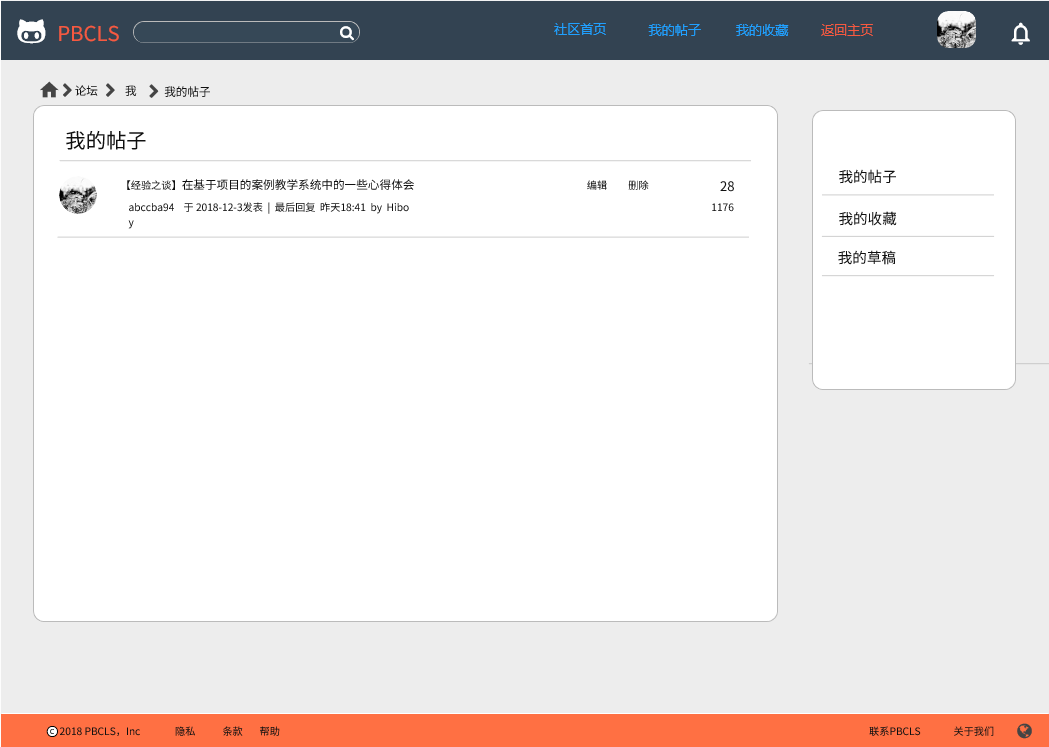 PBCLS 社区首页 我的帖子 我的收藏 返回主页
论坛 我 我的帖子
我的帖子
【经验之谈】在基于项目的案例教学系统中的一些心得体会 编辑 删除 28
abccba94 于 2018-12-3发表 | 最后回复 昨天18:41 by Hibo 1176
y
我的帖子
我的收藏
我的草稿
©2018 PBCLS，Inc 隐私 条款 帮助 联系PBCLS 关于我们